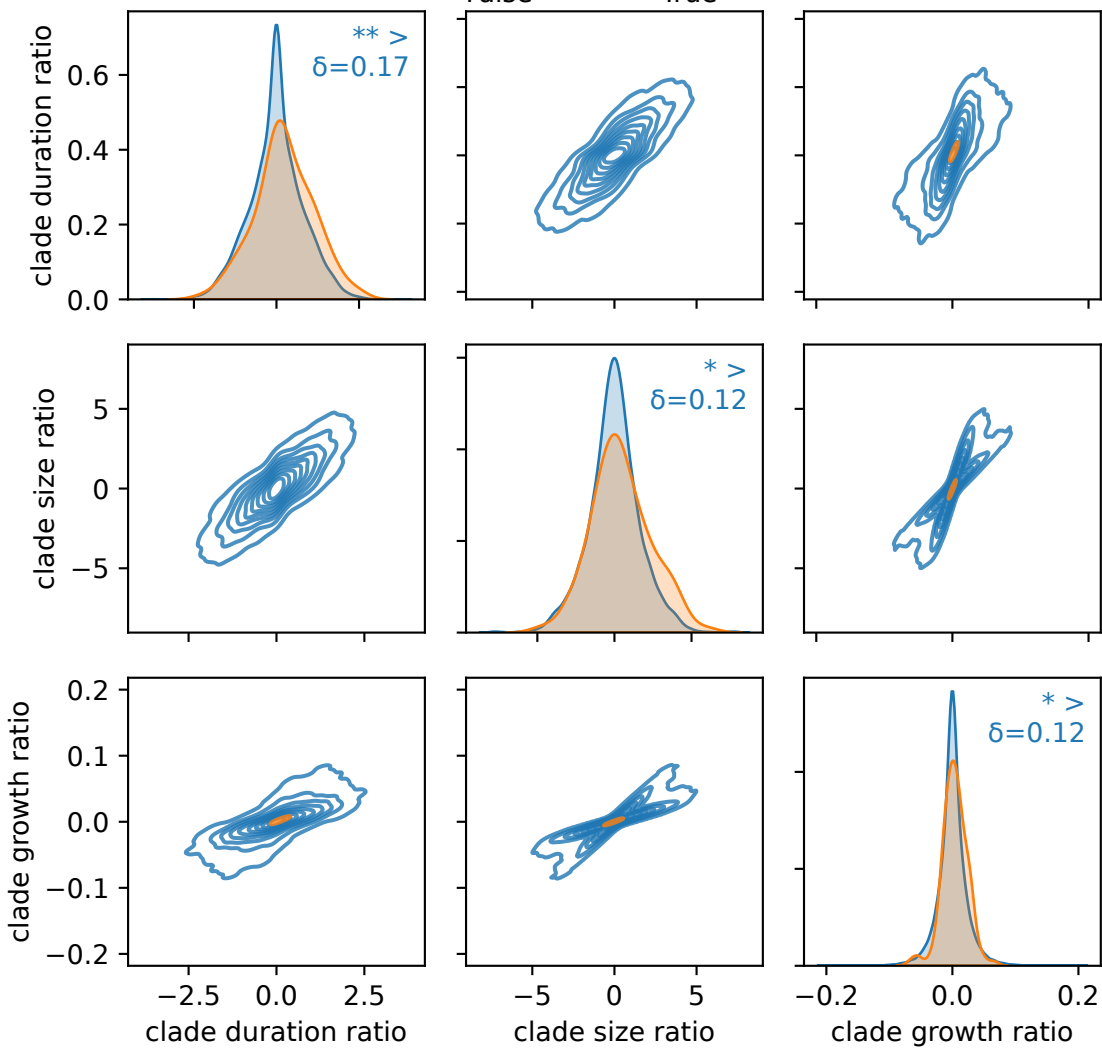 False True
clade duration ratio
0.6
0.4
0.2
0.0
** >
δ=0.17
clade size ratio
5
0
−5
* >
δ=0.12
clade growth ratio
0.2
0.1
0.0
−0.1
−0.2
* >
δ=0.12
−2.5 0.0 2.5
−5 0 5
−0.2 0.0 0.2
clade duration ratio
clade size ratio
clade growth ratio